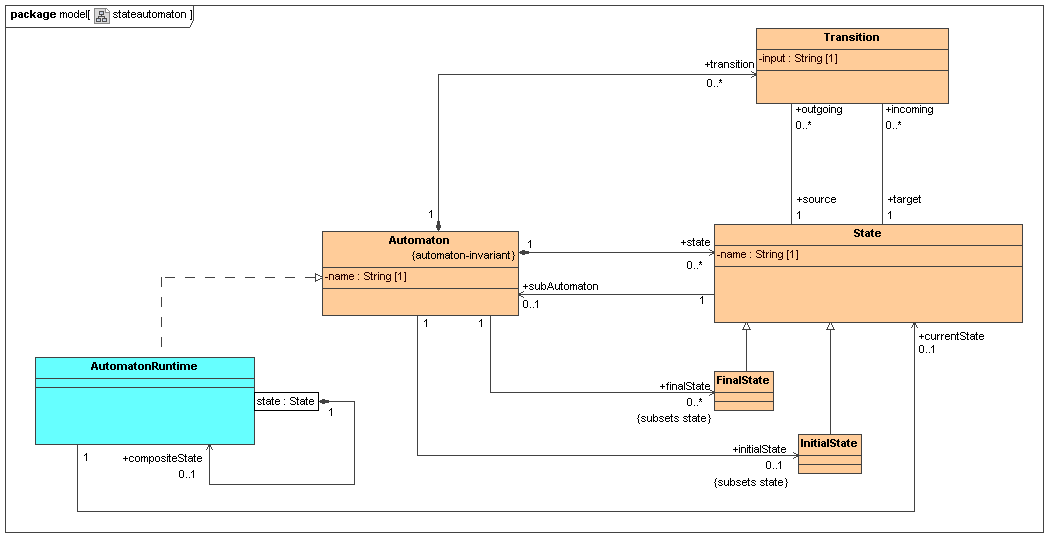 package model[ stateautomaton ]
Transition
-input : String [1]
+transition
0..*
+outgoing
0..*
+incoming
0..*
+source
1
+target
1
1
Automaton
{automaton-invariant}
-name : String [1]
1
+state
0..*
+subAutomaton
0..1
1
State
-name : String [1]
1
1
+currentState
0..1
AutomatonRuntime
state : State
1
+compositeState
0..1
1
+finalState
0..*
{subsets state}
FinalState
+initialState
0..1
{subsets state}
InitialState